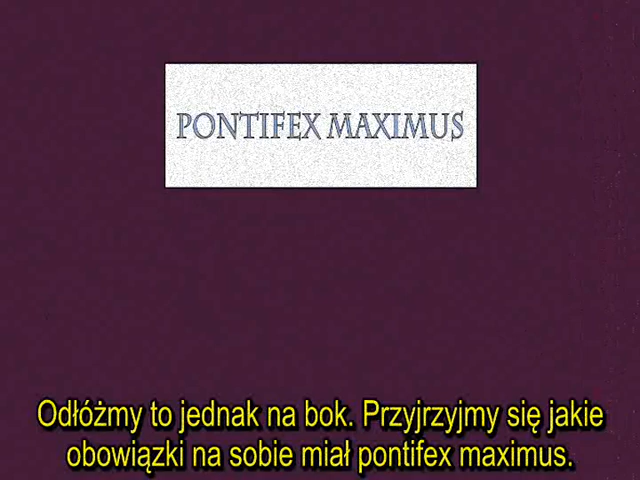 PONTIFEX MAXIMUS
Odłóżmy to jednak na bok. Przyjrzyjmy się jakie
obowiązki na sobie miał pontifex maximus.